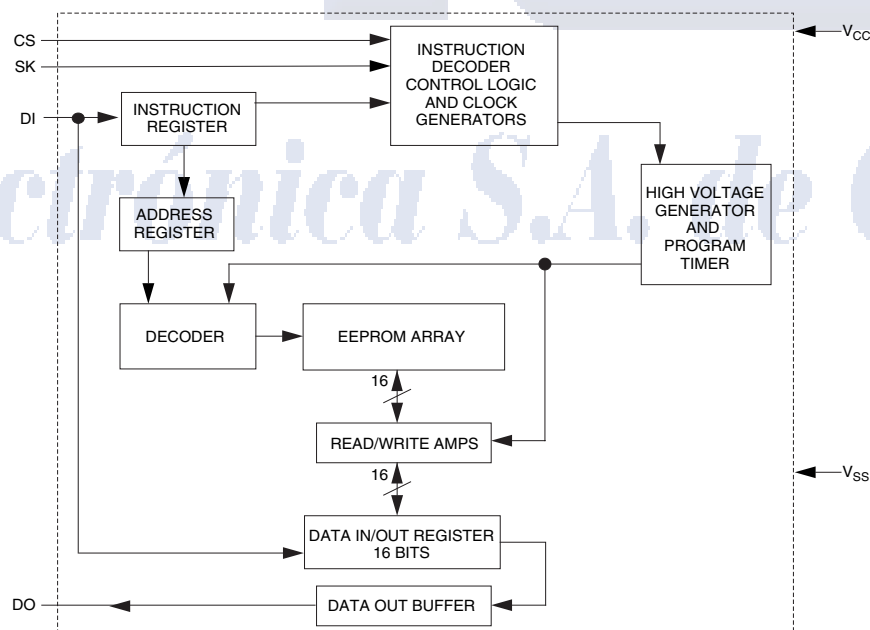 CS
SK
DI
INSTRUCTION
REGISTER
INSTRUCTION
DECODER
CONTROL LOGIC
AND CLOCK
GENERATORS
VCC
ADDRESS
REGISTER
HIGH VOLTAGE
GENERATOR
AND
PROGRAM
TIMER
ctrónica S.A. de
DECODER
EEPROM ARRAY
16
READ/WRITE AMPS
16
VSS
DATA IN/OUT REGISTER
16 BITS
DO
DATA OUT BUFFER